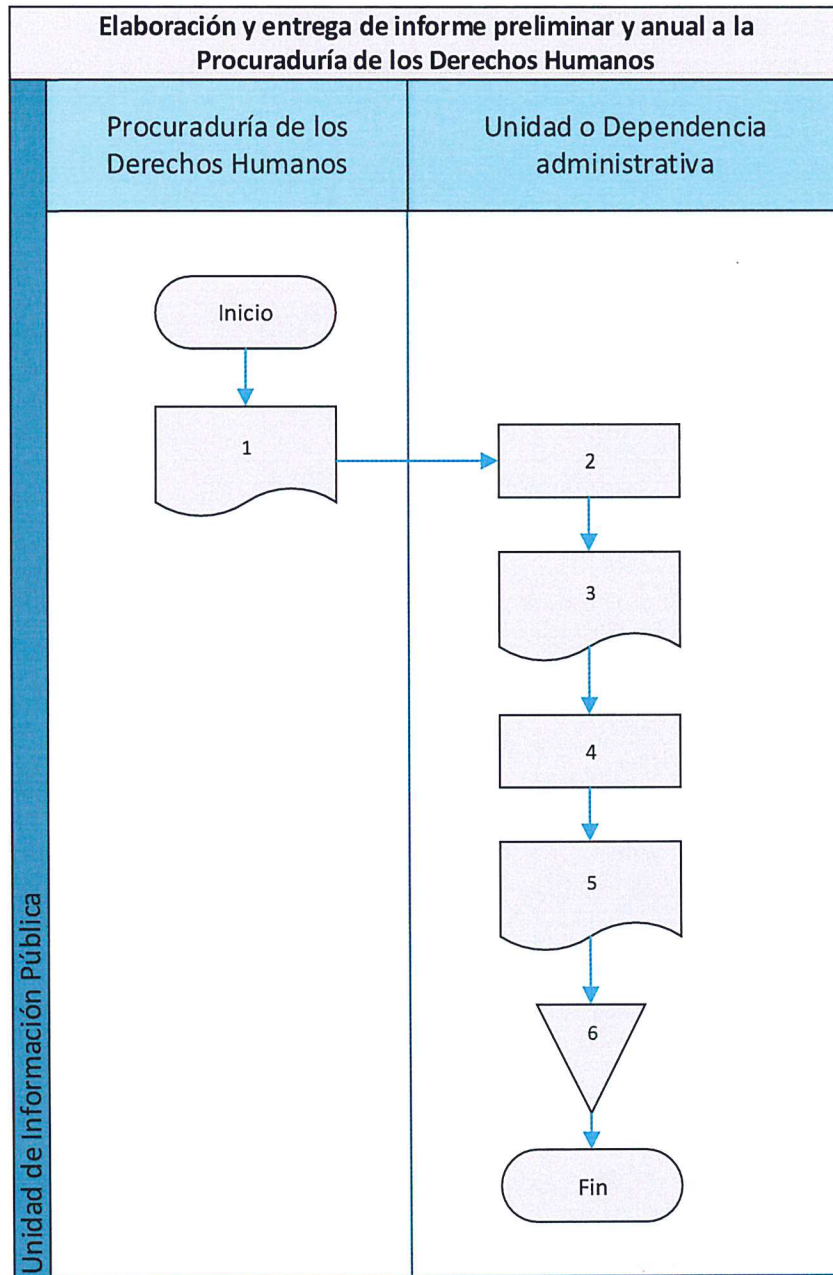 Elaboración y entrega de informe preliminar y anual a la
Procuraduría de los Derechos Humanos
Procuraduría de los
Derechos Humanos
Unidad o Dependencia
administrativa
Unidad de Información Pública
Inicio
1
2
3
4
5
6
Fin